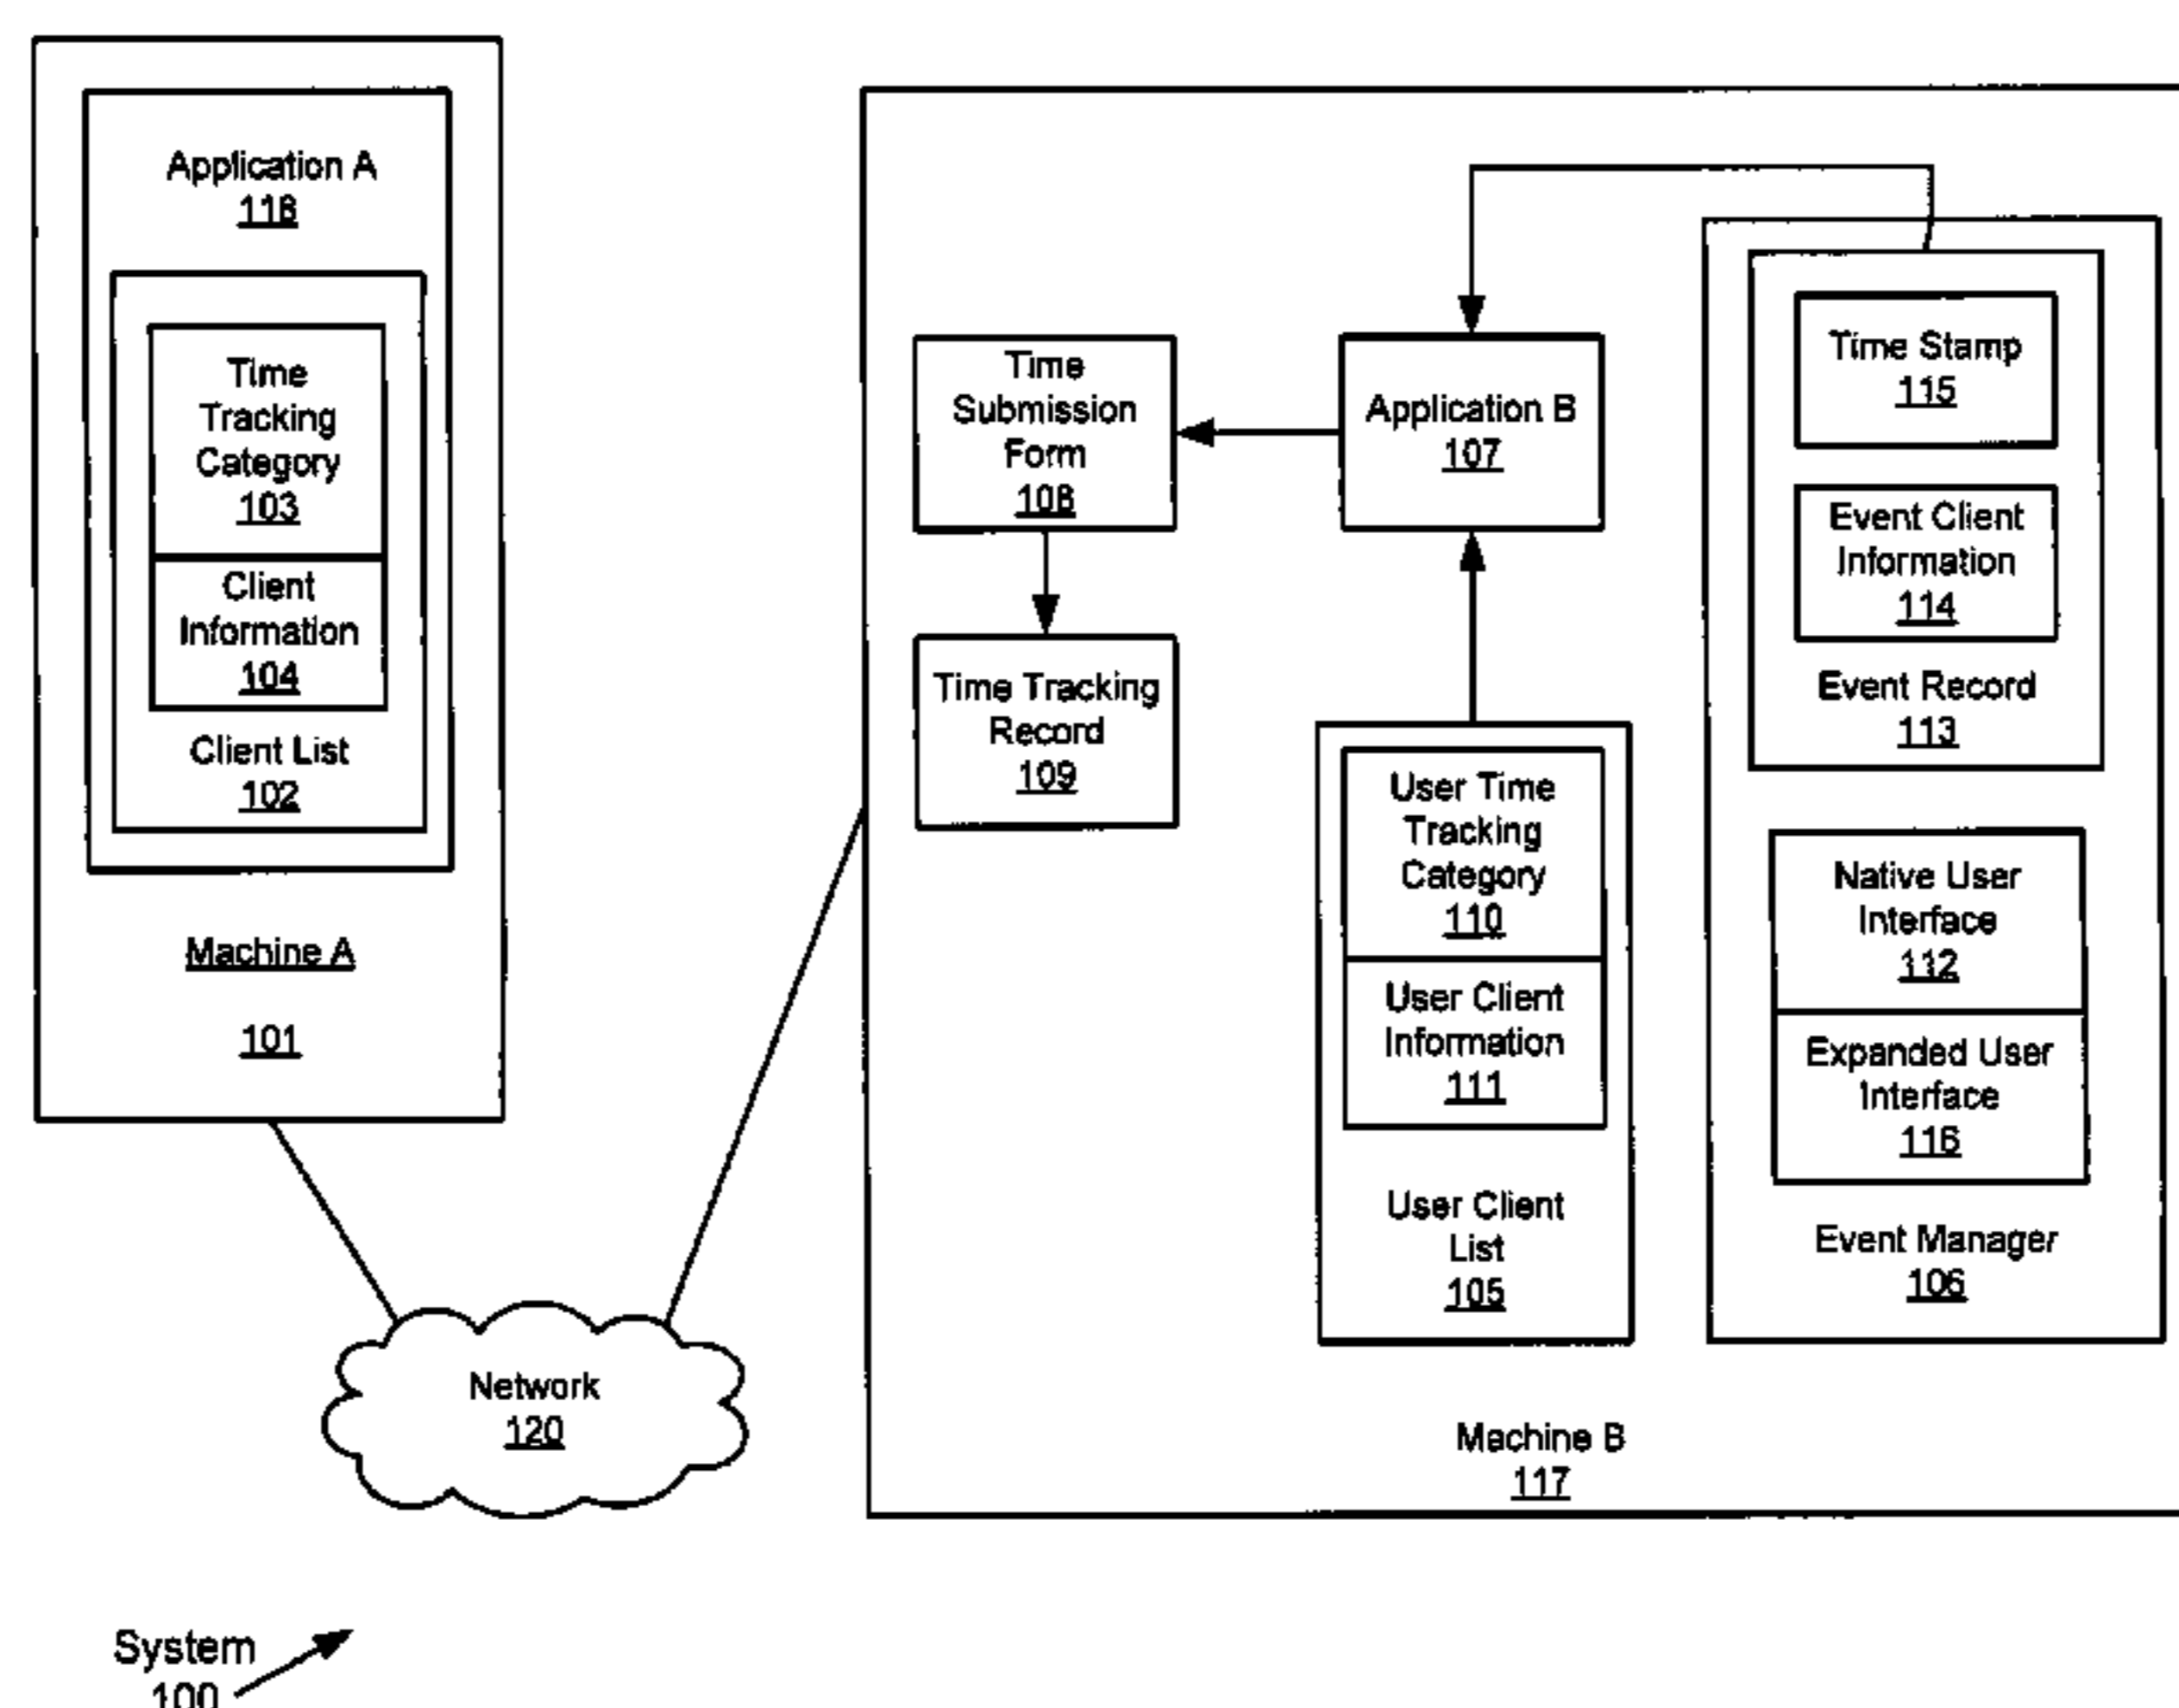 Application A
118
Time
Tracking
Category
103
Client
Information
104
Client List
102
Machine A
101
Network
120
Time
Submission
Form
108
Time Tracking
Record
109
Application B
107
User Time
Tracking
Category
110
User Client
Information
111
User Client
List
105
Time Stamp
115
Event Client
Information
114
Event Record
113
Native User
Interface
112
Expanded User
Interface
116
Event Manager
106
Machine B
117
System
100